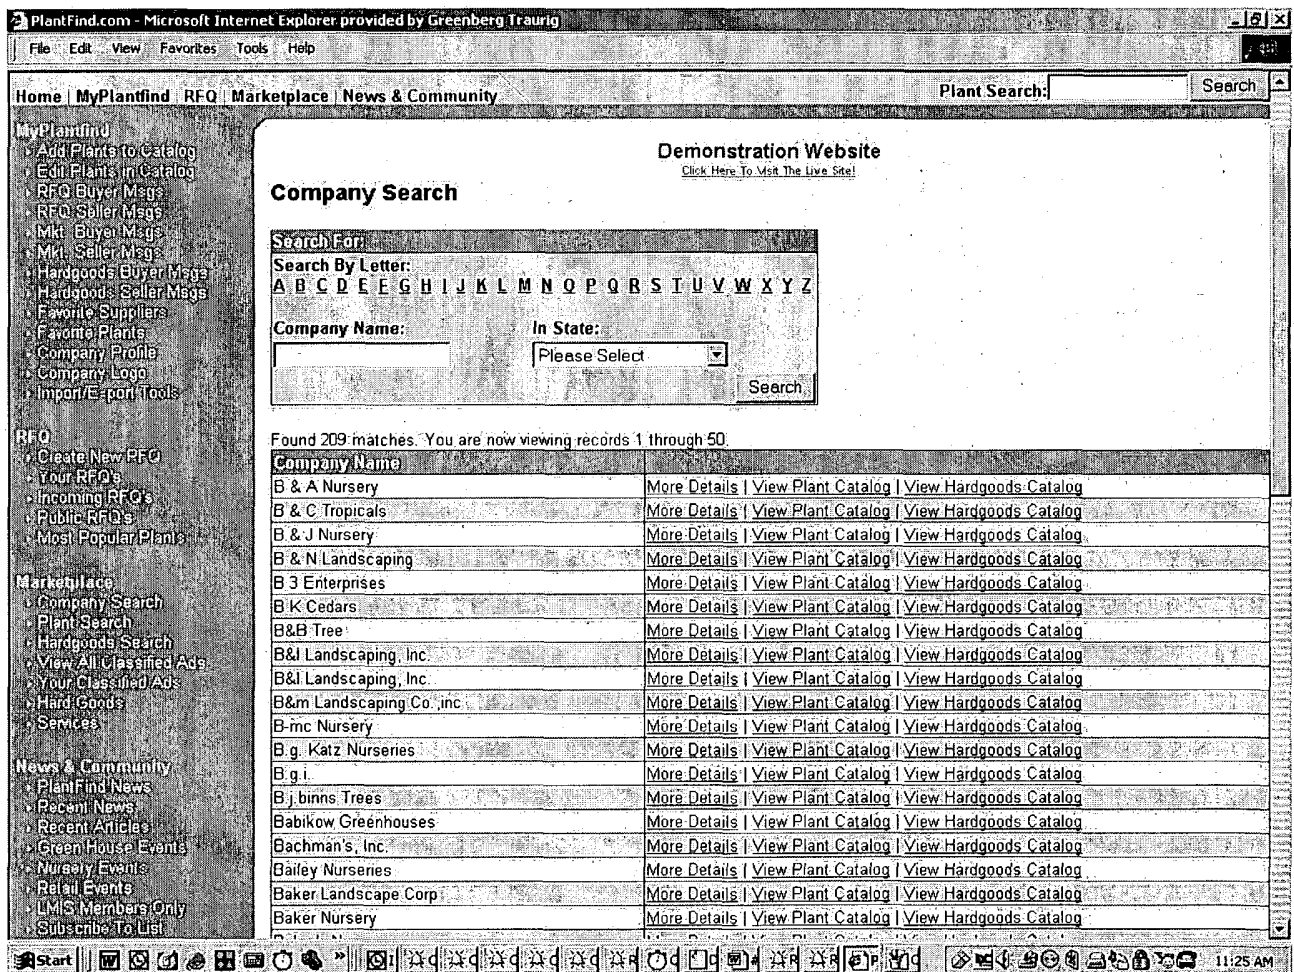 PlantFind.com - Microsoft Internet Explorer provided by Greenberg Traurig
File Edit View Favorites Tools Help
Home | MyPlantfind | RFQ | Marketplace | News & Community Plant Search: Search
MyPlantfind
Add Plants to Catalog
Edit Plants in Catalog
RFQ Buyer Msgs
RFQ Seller Msgs
Mkt. Buyer Msgs
Mkt. Seller Msgs
Hardgoods Buyer Msgs
Hardgoods Seller Msgs
Favorite Suppliers
Favorite Plants
Company Profile
Company Logo
Import/Export Tools
RFQ
Create New RFQ
Your RFQ's
Incoming RFQ's
Public RFQ's
Most Popular Plants
Marketplace
Company Search
Plant Search
Hardgoods Search
View All Classified Ads
Your Classified Ads
Hard Goods
Services
News & Community
PlantFind News
Recent News
Recent Articles
Green House Events
Nursery Events
Retail Events
LMIS Members Only
Subscribe To List
Demonstration Website
Click Here To Visit The Live Site!
Company Search
Search For:
Search By Letter:
A B C D E F G H I J K L M N O P Q R S T U V W X Y Z
Company Name: In State:
Please Select
Search
Found 209 matches. You are now viewing records 1 through 50.
Company Name
B & A Nursery More Details | View Plant Catalog | View Hardgoods Catalog
B & C Tropicals More Details | View Plant Catalog | View Hardgoods Catalog
B & J Nursery More Details | View Plant Catalog | View Hardgoods Catalog
B & N Landscaping More Details | View Plant Catalog | View Hardgoods Catalog
B 3 Enterprises More Details | View Plant Catalog | View Hardgoods Catalog
B K Cedars More Details | View Plant Catalog | View Hardgoods Catalog
B&B Tree More Details | View Plant Catalog | View Hardgoods Catalog
B&l Landscaping, Inc. More Details | View Plant Catalog | View Hardgoods Catalog
B&l Landscaping, Inc. More Details | View Plant Catalog | View Hardgoods Catalog
B&m Landscaping Co.,inc More Details | View Plant Catalog | View Hardgoods Catalog
B-mc Nursery More Details | View Plant Catalog | View Hardgoods Catalog
B.g. Katz Nurseries More Details | View Plant Catalog | View Hardgoods Catalog
B.g.i. More Details | View Plant Catalog | View Hardgoods Catalog
B.j.binns Trees More Details | View Plant Catalog | View Hardgoods Catalog
Babikow Greenhouses More Details | View Plant Catalog | View Hardgoods Catalog
Bachman's, Inc. More Details | View Plant Catalog | View Hardgoods Catalog
Bailey Nurseries More Details | View Plant Catalog | View Hardgoods Catalog
Baker Landscape Corp More Details | View Plant Catalog | View Hardgoods Catalog
Baker Nursery More Details | View Plant Catalog | View Hardgoods Catalog
Start 11:25 AM